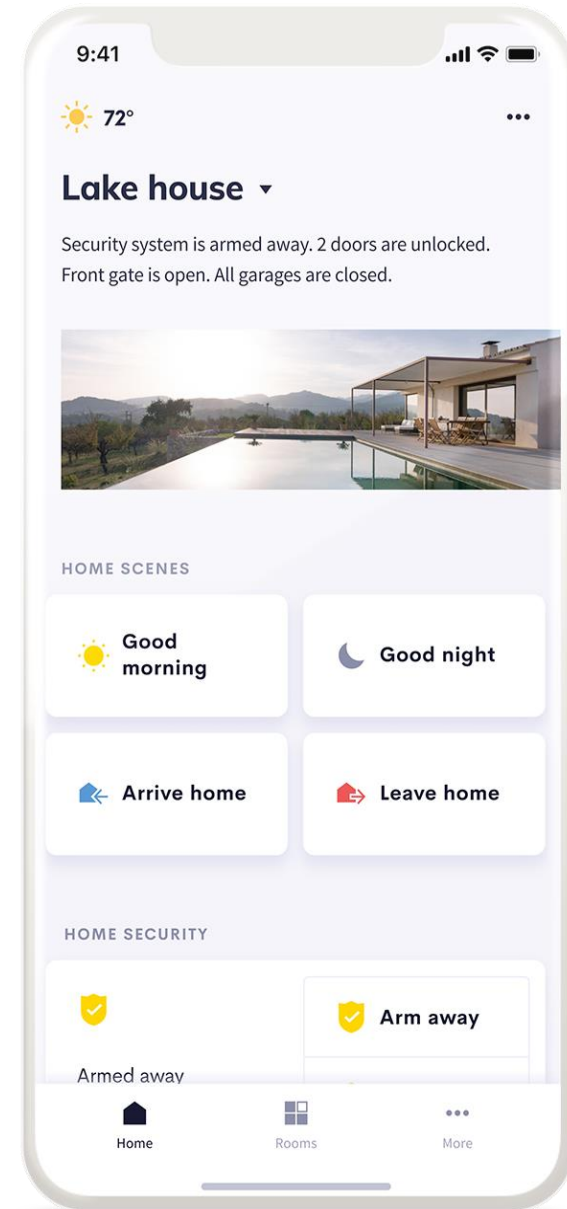 9:41
72°
Lake house
Security system is armed away. 2 doors are unlocked.
Front gate is open. All garages are closed.
HOME SCENES
Good
morning
Good night
Arrive home
Leave home
HOME SECURITY
Arm away
Armed away
Home
Rooms
More